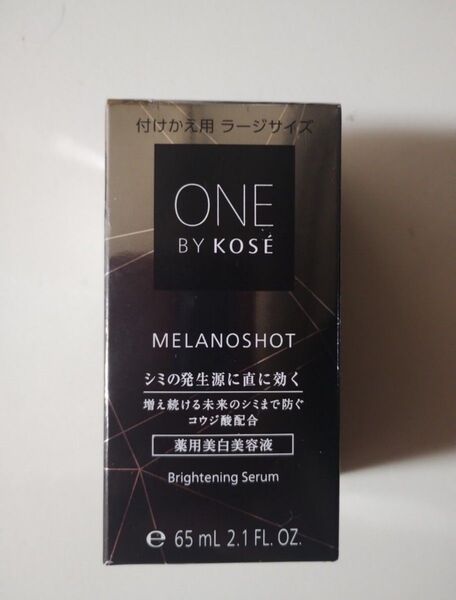 付けかえ用 ラージサイズ
ONE
BY KOSÉ
MELANOSHOT
シミの発生源に直に効く
増え続ける未来のシミまで防ぐ
コウジ酸配合
薬用美白美容液
Brightening Serum
℮ 65 mL 2.1 FL. OZ.